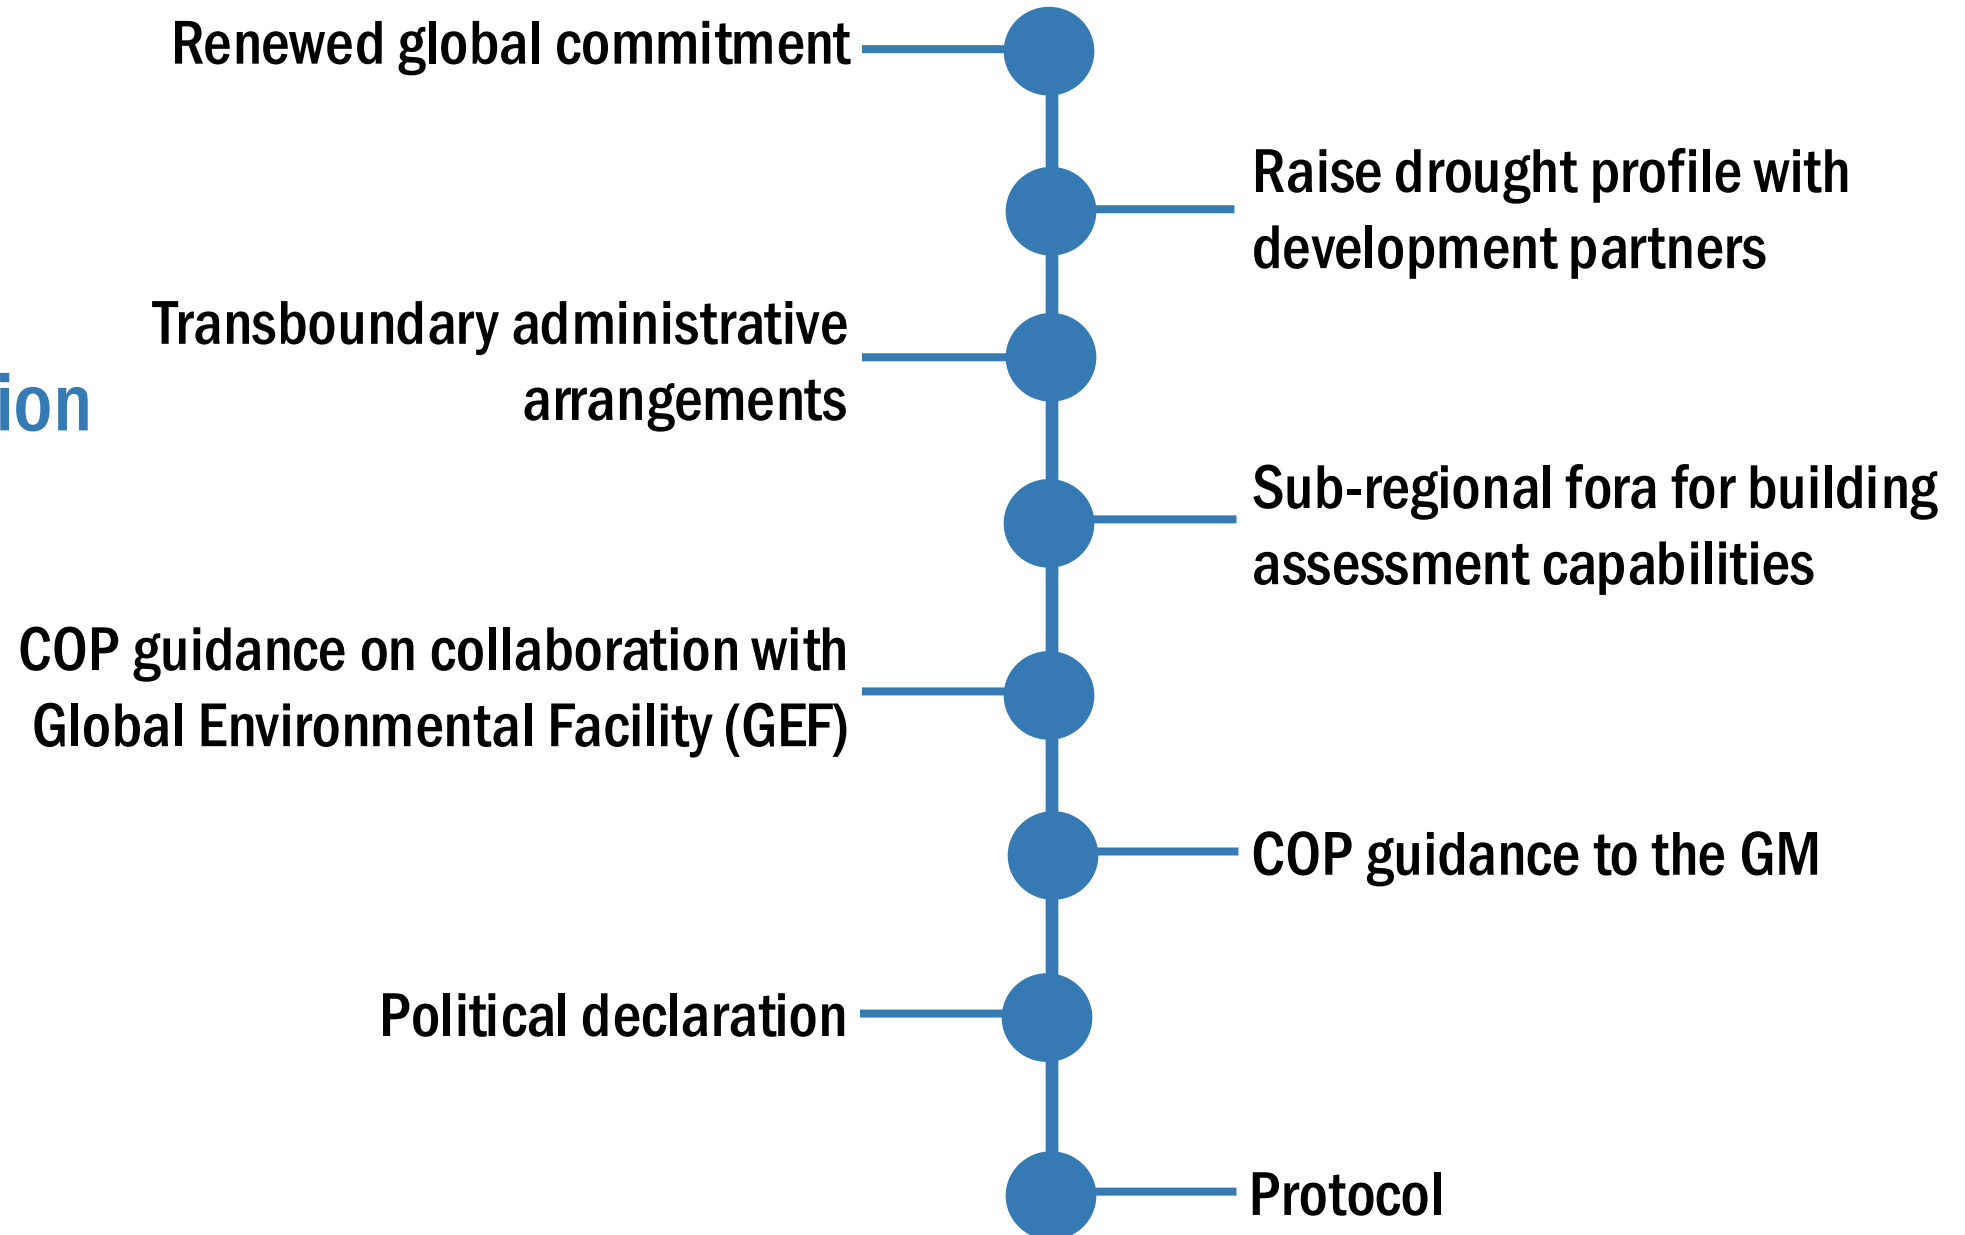 Renewed global commitment
Raise drought profile with
development partners
Transboundary administrative
arrangements
ion
Sub-regional fora for building
assessment capabilities
COP guidance on collaboration with
Global Environmental Facility (GEF)
COP guidance to the GM
Political declaration
Protocol